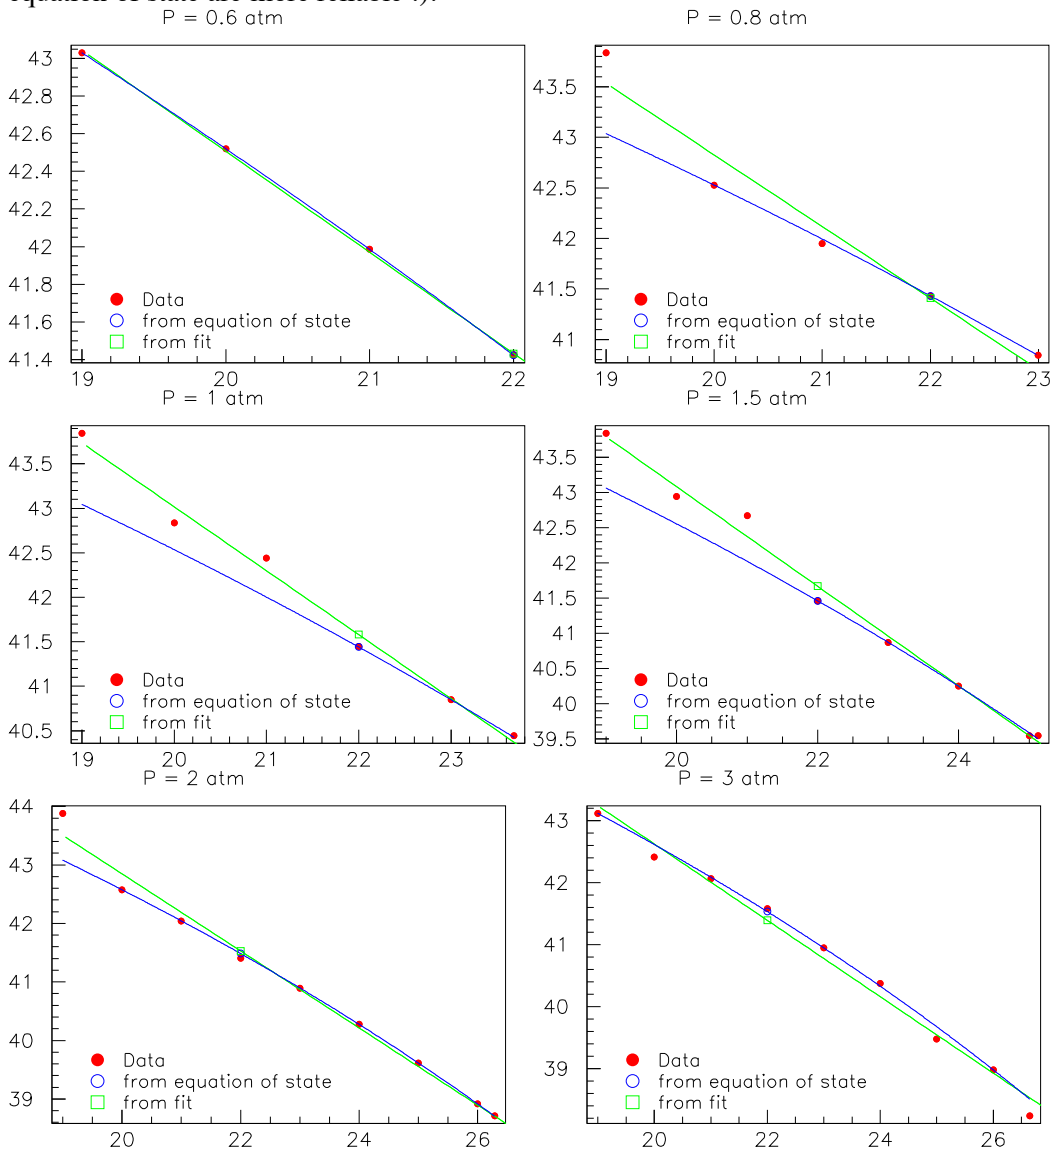 equation of state are more reliable
P = 0.6 atm
43
42.8
42.6
42.4
42.2
42
41.8
41.6
41.4
Data
from equation of state
from fit
19 20 21 22
P = 0.8 atm
43.5
43
42.5
42
41.5
41
Data
from equation of state
from fit
19 20 21 22 23
P = 1 atm
43.5
43
42.5
42
41.5
41
40.5
Data
from equation of state
from fit
19 20 21 22 23
P = 1.5 atm
43.5
43
42.5
42
41.5
41
40.5
40
39.5
Data
from equation of state
from fit
20 22 24
P = 2 atm
44
43
42
41
40
39
Data
from equation of state
from fit
20 22 24 26
P = 3 atm
43
42
41
40
39
Data
from equation of state
from fit
20 22 24 26